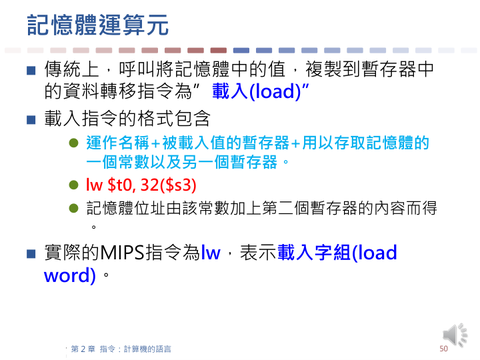 記憶體運算元
傳統上，呼叫將記憶體中的值，複製到暫存器中
的資料轉移指令為”載入(load)”
載入指令的格式包含
運作名稱+被載入值的暫存器+用以存取記憶體的
一個常數以及另一個暫存器。
lw $t0, 32($s3)
記憶體位址由該常數加上第二個暫存器的內容而得
。
實際的MIPS指令為lw，表示載入字組(load
word)。
第 2 章 指令：計算機的語言
50